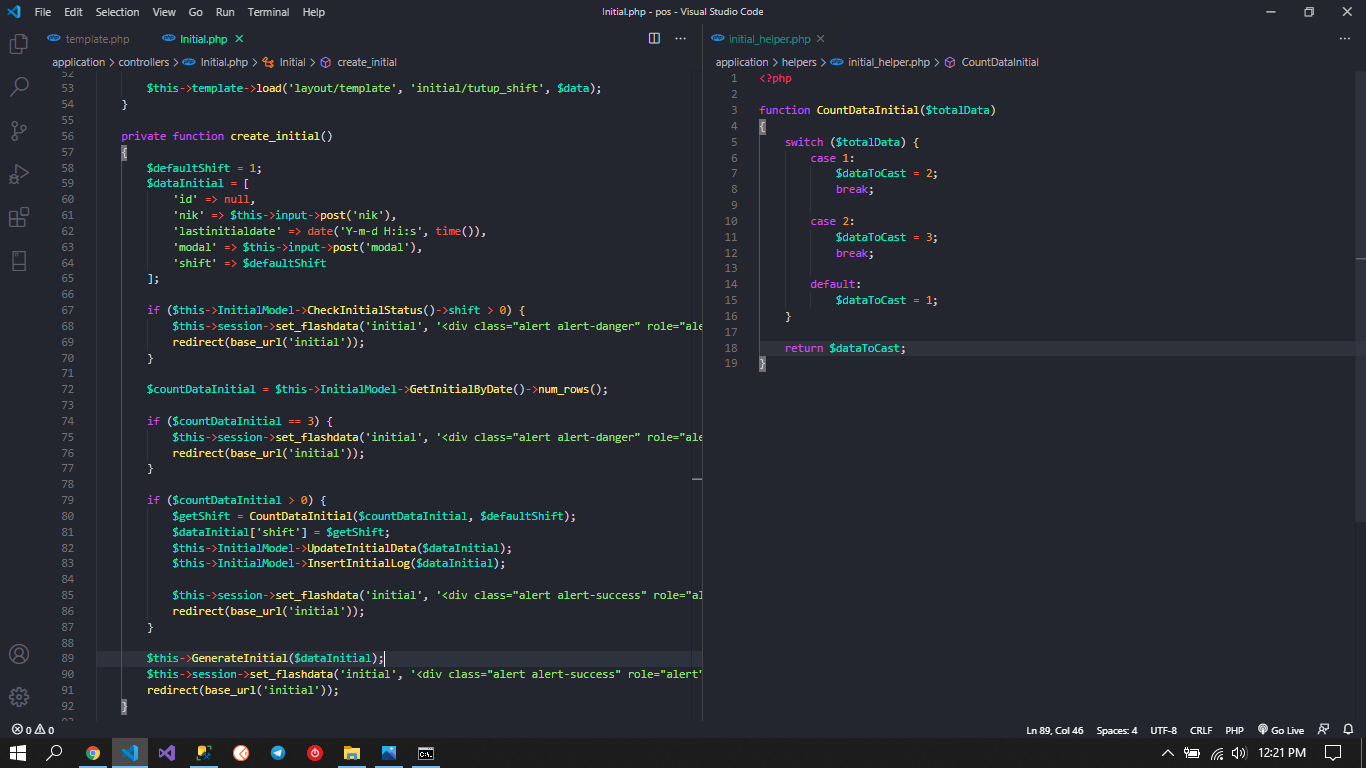 File Edit Selection View Go Run Terminal Help
Initial.php - pos - Visual Studio Code
template.php
Initial.php
application > controllers > Initial.php > Initial > create_initial
52
53 $this->template->load('layout/template', 'initial/tutup_shift', $data);
54 }
55
56 private function create_initial()
57 {
58 $defaultShift = 1;
59 $dataInitial = [
60 'id' => null,
61 'nik' => $this->input->post('nik'),
62 'lastinitialdate' => date('Y-m-d H:i:s', time()),
63 'modal' => $this->input->post('modal'),
64 'shift' => $defaultShift
65 ];
66
67 if ($this->InitialModel->CheckInitialStatus()->shift > 0) {
68 $this->session->set_flashdata('initial', '<div class="alert alert-danger" role="ale
69 redirect(base_url('initial'));
70 }
71
72 $countDataInitial = $this->InitialModel->GetInitialByDate()->num_rows();
73
74 if ($countDataInitial == 3) {
75 $this->session->set_flashdata('initial', '<div class="alert alert-danger" role="ale
76 redirect(base_url('initial'));
77 }
78
79 if ($countDataInitial > 0) {
80 $getShift = CountDataInitial($countDataInitial, $defaultShift);
81 $dataInitial['shift'] = $getShift;
82 $this->InitialModel->UpdateInitialData($dataInitial);
83 $this->InitialModel->InsertInitialLog($dataInitial);
84
85 $this->session->set_flashdata('initial', '<div class="alert alert-success" role="al
86 redirect(base_url('initial'));
87 }
88
89 $this->GenerateInitial($dataInitial);
90 $this->session->set_flashdata('initial', '<div class="alert alert-success" role="alert"
91 redirect(base_url('initial'));
92 }
initial_helper.php
application > helpers > initial_helper.php > CountDataInitial
1 <?php
2
3 function CountDataInitial($totalData)
4 {
5 switch ($totalData) {
6 case 1:
7 $dataToCast = 2;
8 break;
9
10 case 2:
11 $dataToCast = 3;
12 break;
13
14 default:
15 $dataToCast = 1;
16 }
17
18 return $dataToCast;
19 }
0 0
Ln 89, Col 46 Spaces: 4 UTF-8 CRLF PHP Go Live
12:21 PM